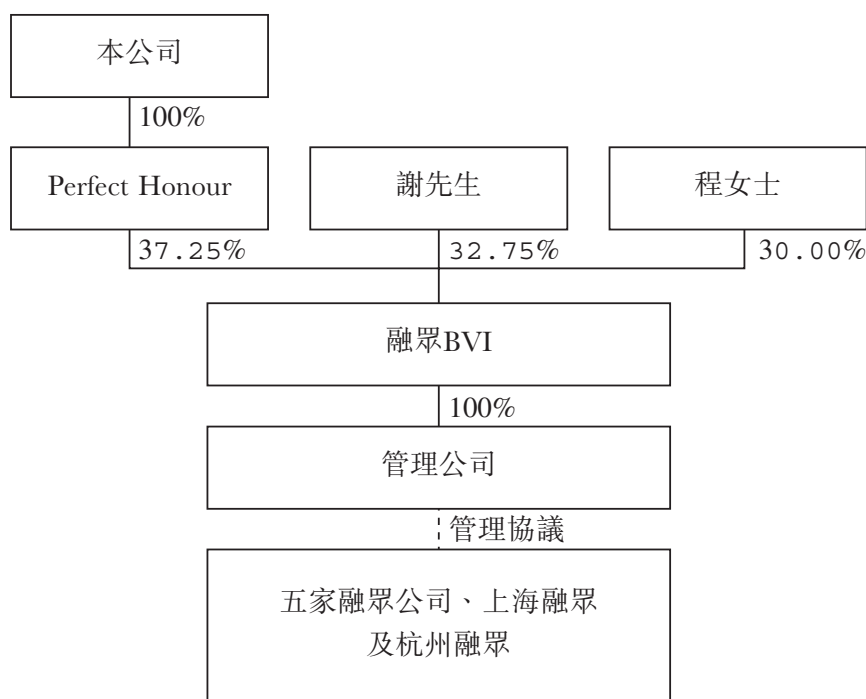 本公司
100%
Perfect Honour
謝先生
程女士
37.25%
32.75%
30.00%
融眾BVI
100%
管理公司
管理協議
五家融眾公司、上海融眾
及杭州融眾